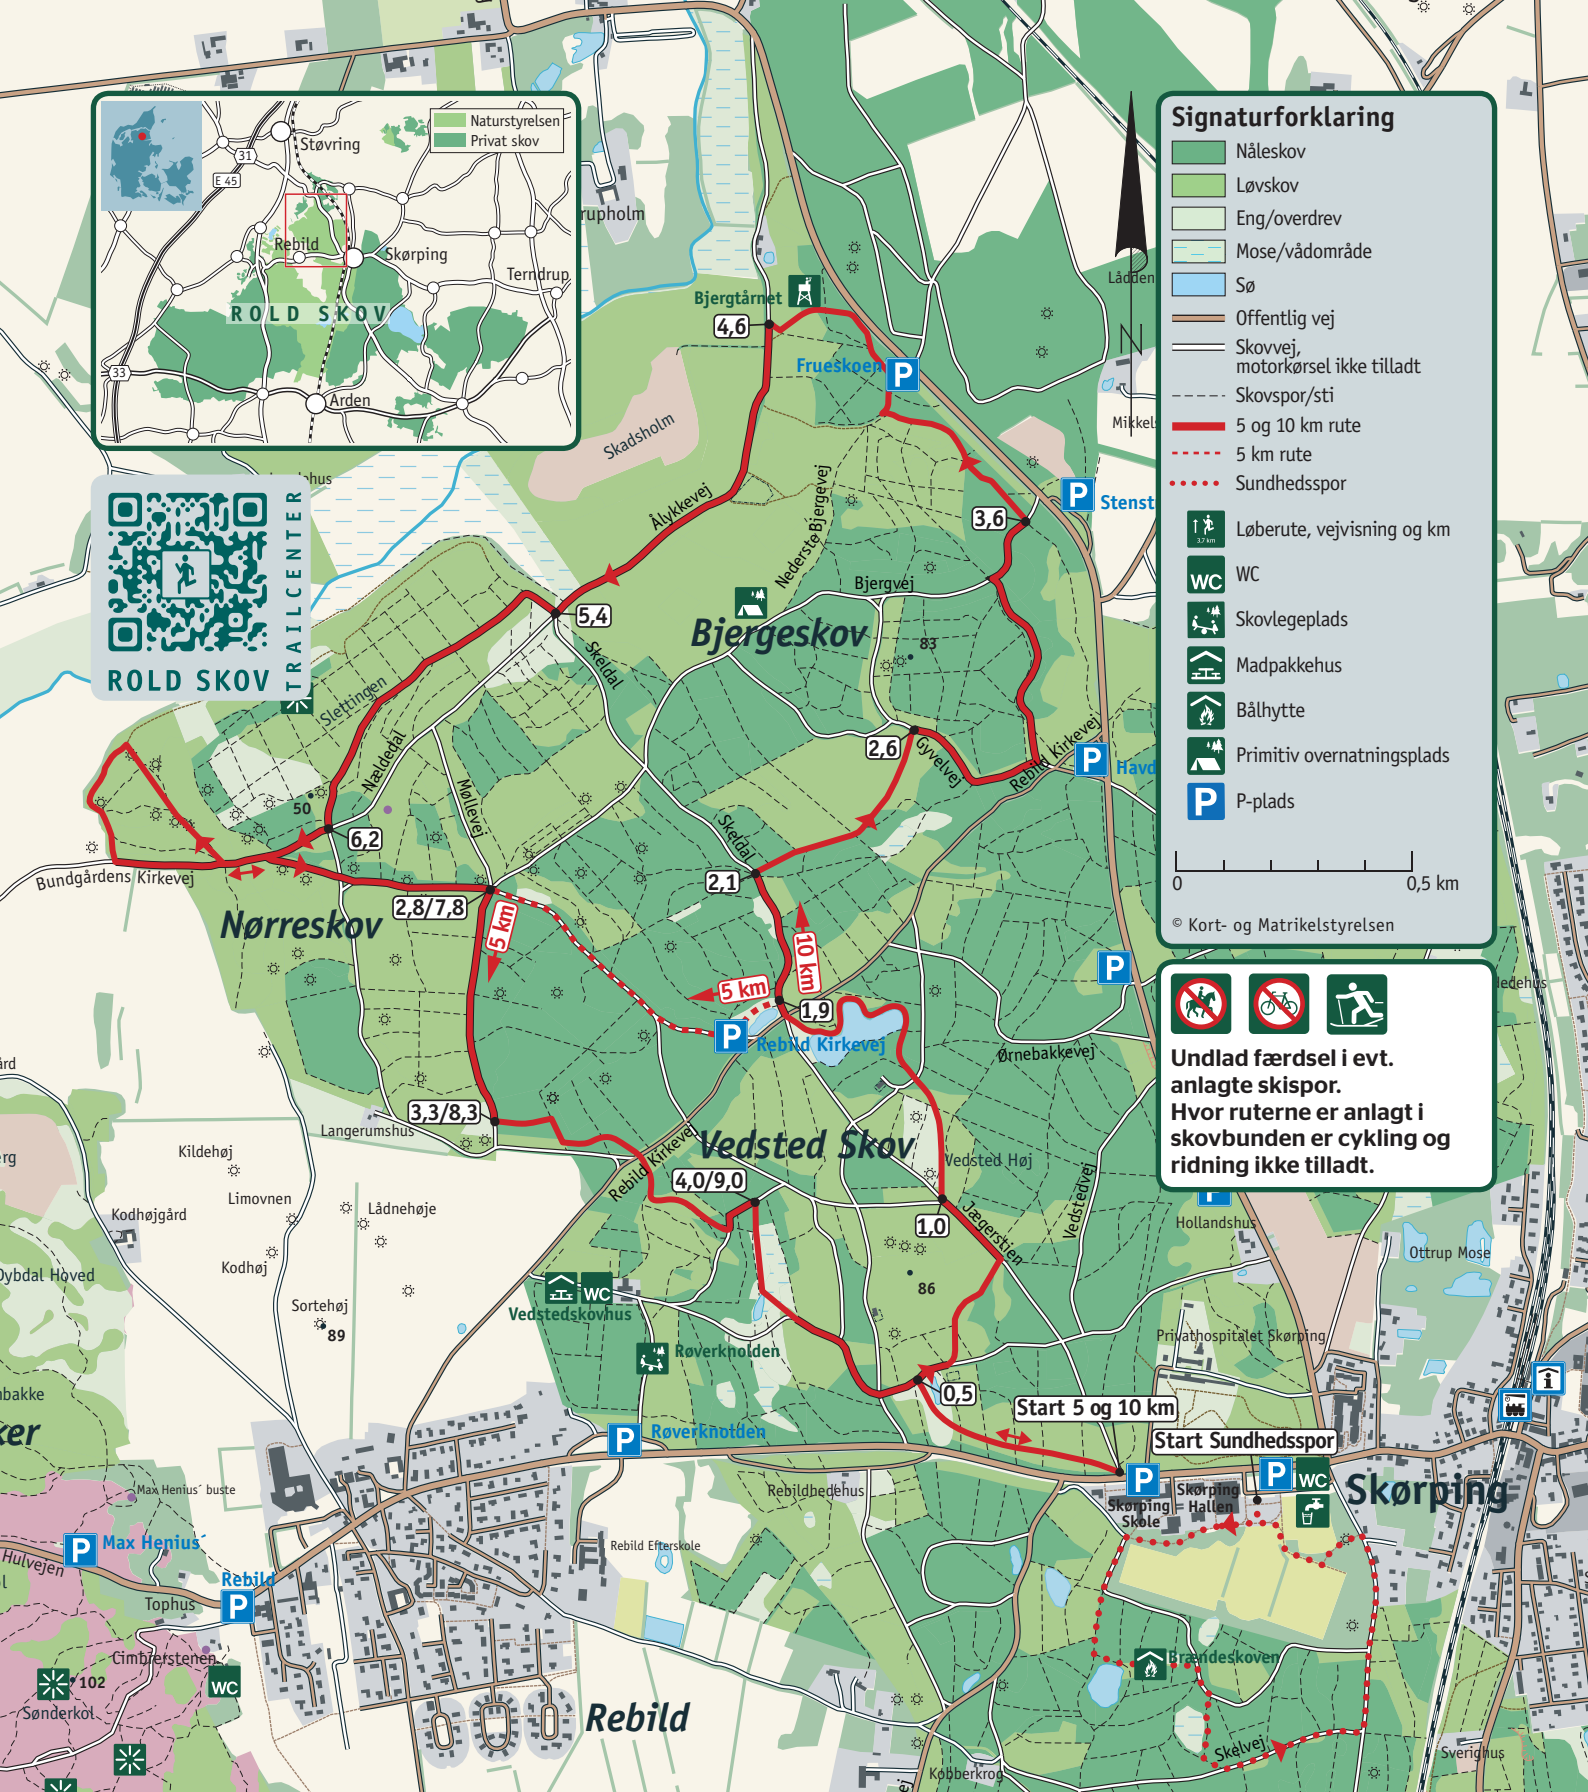 Støvring
31
E 45
Rebild
Skørping
Terndrup
ROLD SKOV
33
Arden
Naturstyrelsen
Privat skov
TRAILCENTER
ROLD SKOV
Signaturforklaring
Nåleskov
Løvskov
Eng/overdrev
Mose/vådområde
Sø
Offentlig vej
Skovvej,
motorkørsel ikke tilladt
Skovspor/sti
5 og 10 km rute
5 km rute
Sundhedsspor
3,7 km
Løberute, vejvisning og km
WC
WC
Skovlegeplads
Madpakkehus
Bålhytte
Primitiv overnatningsplads
P
P-plads
0
0,5 km
© Kort- og Matrikelstyrelsen
Undlad færdsel i evt.
anlagte skispor.
Hvor ruterne er anlagt i
skovbunden er cykling og
ridning ikke tilladt.
N
rupholm
Bjergtårnet
4,6
Frueskoen
P
Lådden
Mikkels
Skadsholm
P
Stenst
3,6
Ålykkevej
Nederste Bjergevej
Bjergvej
5,4
Bjergeskov
83
Skeldal
Slettingen
Nældedal
Møllevej
2,6
Gyvelvej
Rebild Kirkevej
P
Havd
50
6,2
Skeldal
2,1
Bundgårdens Kirkevej
2,8/7,8
Nørreskov
5 km
10 km
5 km
1,9
P
Rebild Kirkevej
P
Ørnebakkevej
3,3/8,3
Langerumshus
Vedsted Skov
Vedsted Høj
Rebild Kirkevej
4,0/9,0
1,0
Jægerstien
Vedstedvej
86
Kildehøj
Limovnen
Lådnehøje
Kodhøjgård
Kodhøj
Sortehøj
89
Vedstedskovhus
WC
Røverknolden
P
Røverknolden
0,5
Start 5 og 10 km
Start Sundhedsspor
P
P
WC
Skørping
Skole
Skørping
Hallen
Skørping
Hollandshus
Ottrup Mose
Privathospitalet Skørping
Rebildhedehus
Rebild Efterskole
Max Henius´ buste
P
Max Henius´
Hulvejen
Rebild
P
Tophus
Cimbrerstenen
WC
102
Sønderkol
Rebild
Brændeskoven
Skelvej
Kobberkrog
Sverighus